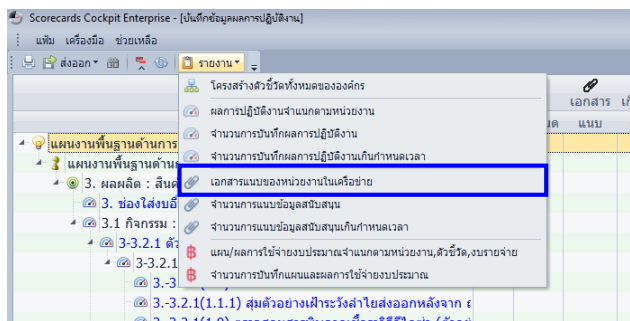 Scorecards Cockpit Enterprise - [บันทึกข้อมูลผลการปฏิบัติงาน]
แฟ้ม เครื่องมือ ช่วยเหลือ
ส่งออก รายงาน
โครงสร้างตัวชี้วัดทั้งหมดขององค์กร
ผลการปฏิบัติงานจำแนกตามหน่วยงาน
เอกสาร
แนบ
จำนวนการบันทึกผลการปฏิบัติงาน
แผนงานพื้นฐานด้านการ
จำนวนการบันทึกผลการปฏิบัติงานเกินกำหนดเวลา
แผนงานพื้นฐานด้าน
เอกสารแนบของหน่วยงานในเครือข่าย
3. ผลผลิต : สินค้
จำนวนการแนบข้อมูลสนับสนุน
3. ช่องใส่งบ
จำนวนการแนบข้อมูลสนับสนุนเกินกำหนดเวลา
3.1 กิจกรรม :
แผน/ผลการใช้จ่ายงบประมาณจำแนกตามหน่วยงาน,ตัวชี้วัด,งบรายจ่าย
3-3.2.1 ตั
จำนวนการบันทึกแผนและผลการใช้จ่ายงบประมาณ
3-3.2.1
3.-3
3.-3.2.1(1.1.1) สุ่มตัวอย่างเฝ้าระวังลำไยส่งออกหลังจาก